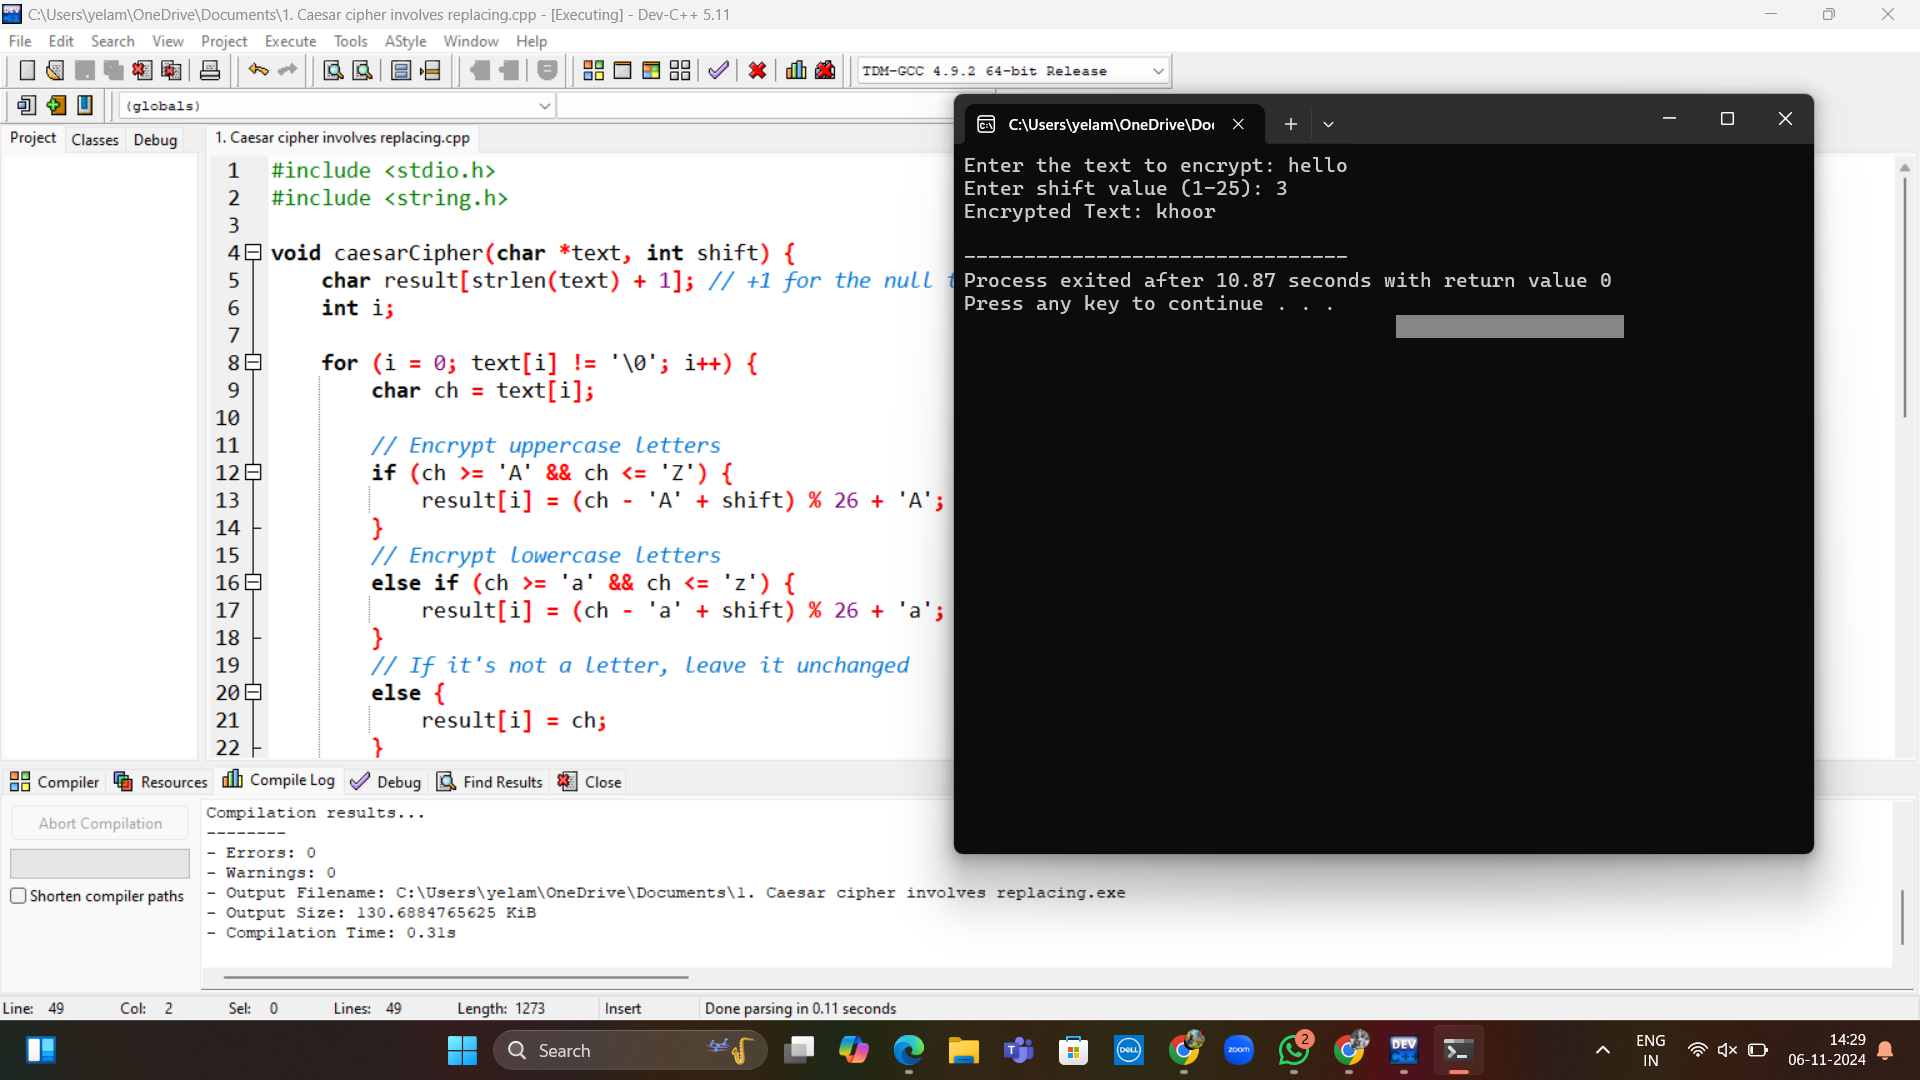 C:\Users\yelam\OneDrive\Documents\1. Caesar cipher involves replacing.cpp - [Executing] - Dev-C++ 5.11
File Edit Search View Project Execute Tools AStyle Window Help
TDM-GCC 4.9.2 64-bit Release
(globals)
Project Classes Debug
1. Caesar cipher involves replacing.cpp
1 #include <stdio.h>
2 #include <string.h>
3
4 void caesarCipher(char *text, int shift) {
5 char result[strlen(text) + 1]; // +1 for the null
6 int i;
7
8 for (i = 0; text[i] != '\0'; i++) {
9 char ch = text[i];
10
11 // Encrypt uppercase letters
12 if (ch >= 'A' && ch <= 'Z') {
13 result[i] = (ch - 'A' + shift) % 26 + 'A';
14 }
15 // Encrypt lowercase letters
16 else if (ch >= 'a' && ch <= 'z') {
17 result[i] = (ch - 'a' + shift) % 26 + 'a';
18 }
19 // If it's not a letter, leave it unchanged
20 else {
21 result[i] = ch;
22 }
C:\Users\yelam\OneDrive\Do
Enter the text to encrypt: hello
Enter shift value (1-25): 3
Encrypted Text: khoor
--------------------------------
Process exited after 10.87 seconds with return value 0
Press any key to continue . . .
Compiler Resources Compile Log Debug Find Results Close
Abort Compilation
Shorten compiler paths
Compilation results...
--------
- Errors: 0
- Warnings: 0
- Output Filename: C:\Users\yelam\OneDrive\Documents\1. Caesar cipher involves replacing.exe
- Output Size: 130.6884765625 KiB
- Compilation Time: 0.31s
Line: 49 Col: 2 Sel: 0 Lines: 49 Length: 1273 Insert Done parsing in 0.11 seconds
Search
DELL
zoom
2
DEV
C++
ENG
IN
14:29
06-11-2024